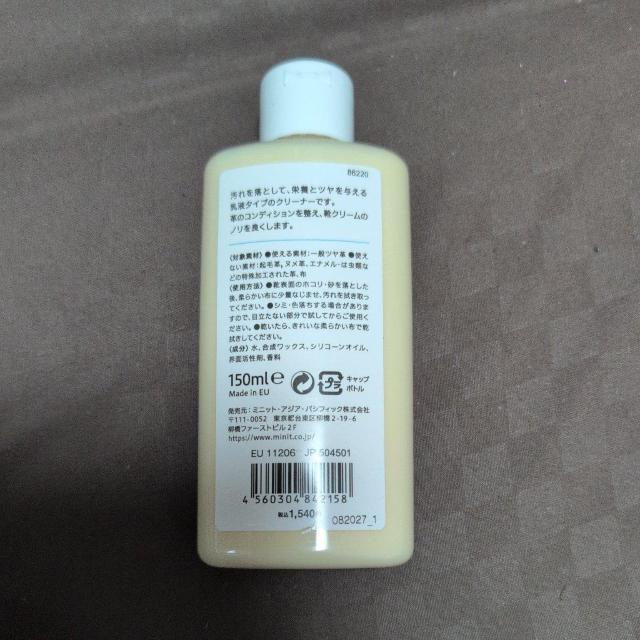 86220
汚れを落として、栄養とツヤを与える
乳液タイプのクリーナーです。
革のコンディションを整え、靴クリームの
ノリを良くします。
〈対象素材〉●使える素材:一般ツヤ革 ●使え
ない素材:起毛革、ヌメ革、エナメル・は虫類な
どの特殊加工された革、布
〈使用方法〉●靴表面のホコリ・砂を落とした
後、柔らかい布に少量なじませ、汚れを拭き取っ
てください。●シミ・色落ちする場合があります
ので、目立たない部分で試してからご使用くだ
さい。●乾いたら、きれいな柔らかい布で乾
拭きしてください。
〈成分〉水、合成ワックス、シリコーンオイル、
界面活性剤、香料
150ml℮
Made in EU
プラ
キャップ
ボトル
発売元:ミニット・アジア・パシフィック株式会社
〒111-0052 東京都台東区柳橋2-19-6
柳橋ファーストビル2F
https://www.minit.co.jp/
EU 11206 JP 504501
4 560304 842158
税込1,540円
082027_1